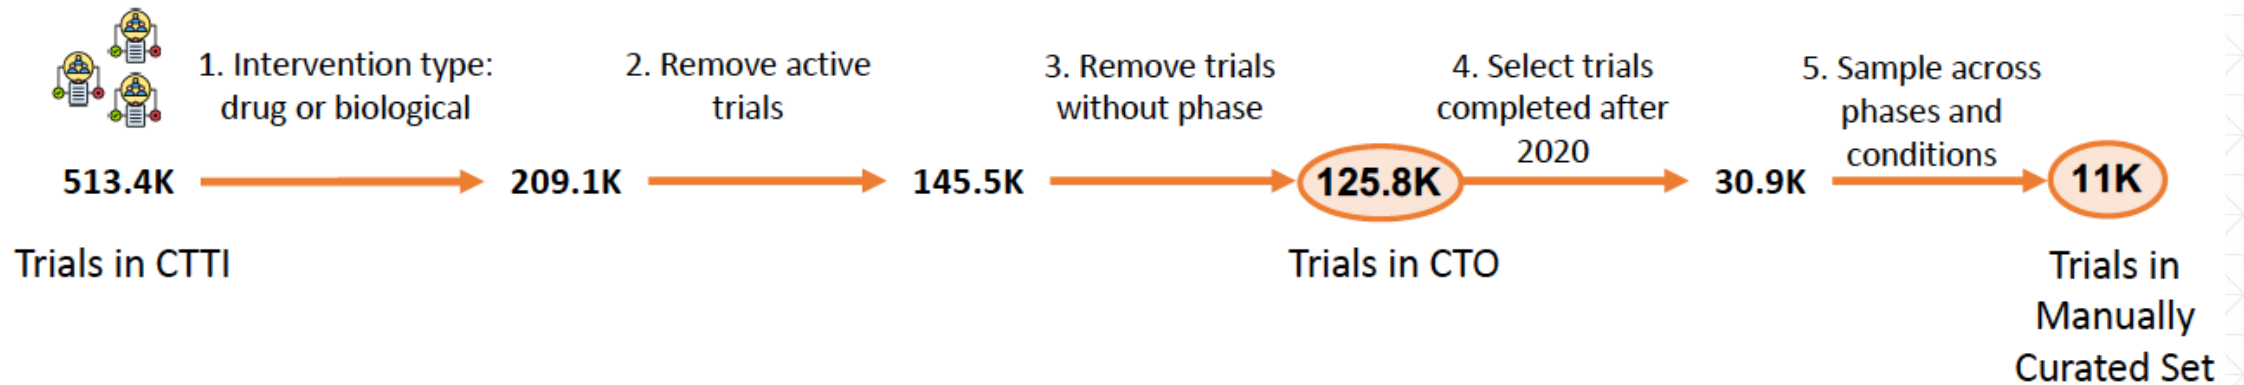 1. Intervention type:
drug or biological
2. Remove active
trials
3. Remove trials
without phase
4. Select trials
completed after
2020
5. Sample across
phases and
conditions
513.4K
209.1K
145.5K
125.8K
30.9K
11K
Trials in CTTI
Trials in CTO
Trials in
Manually
Curated Set